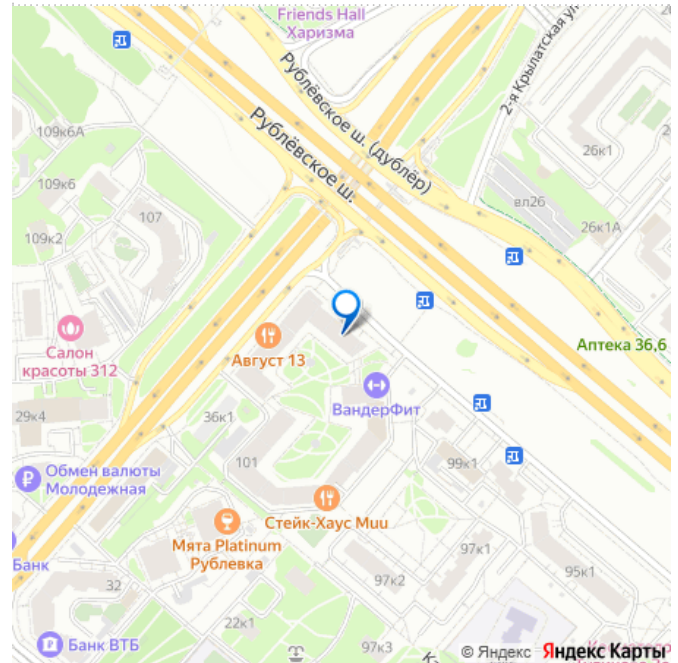 Friends Hall
Харизма
2-я Крылатская ул.
Рублёвское ш. (дублёр)
Рублёвское ш.
109к6А
26к1
109к6
вл26
107
26к1А
109к2
Аптека 36,6
Салон
красоты 312
Август 13
ВандерФит
29к4
36к1
101
99к1
Обмен валюты
Молодежная
Стейк-Хаус Muu
Мята Platinum
Рублевка
Банк
97к1
97к2
95к1
32
22к1
Банк ВТБ
97к3
© Яндекс Яндекс Карты